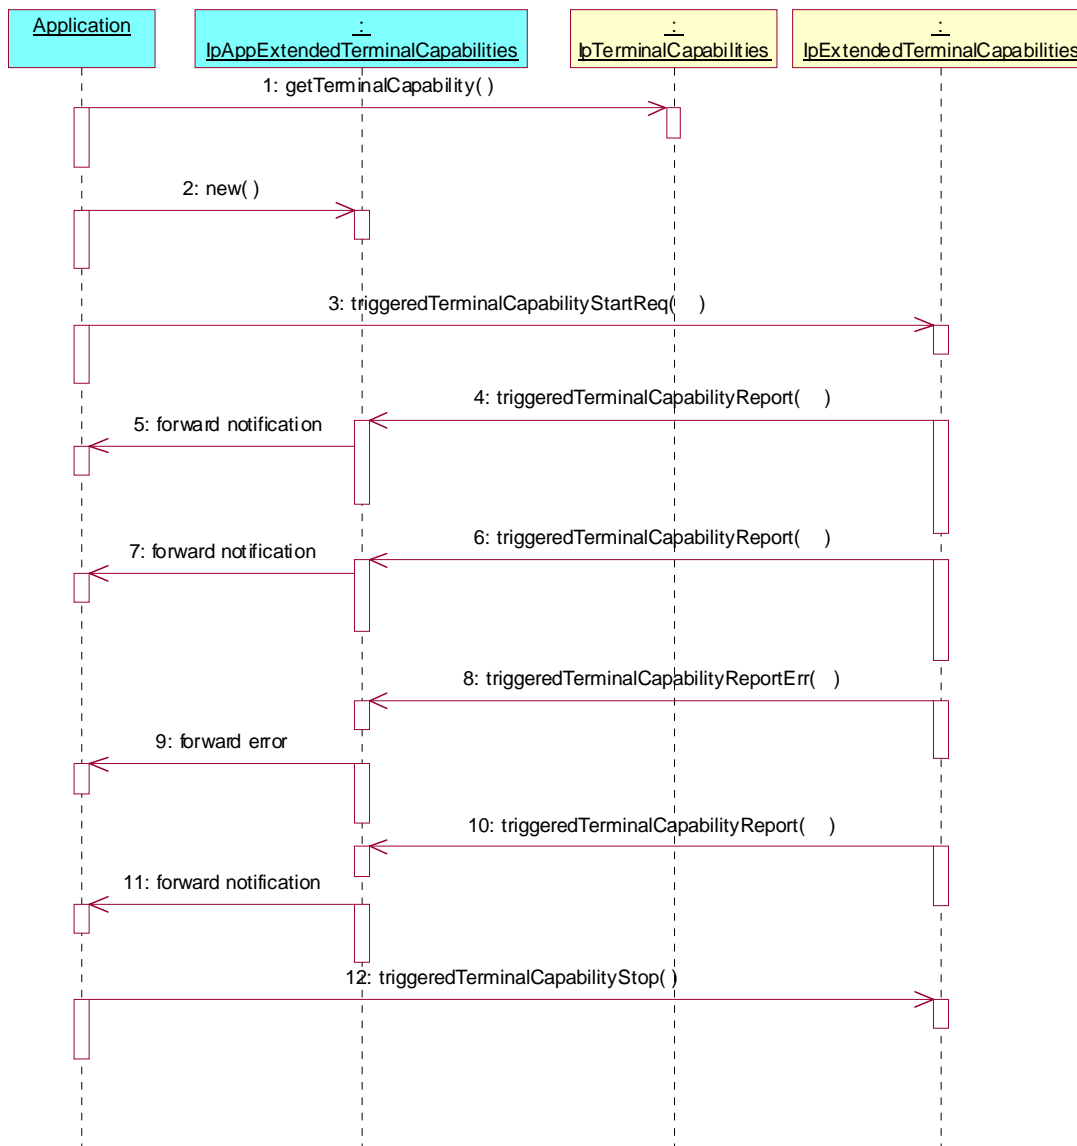 Application
:
IpAppExtendedTerminalCapabilities
:
IpTerminalCapabilities
:
IpExtendedTerminalCapabilities
1: getTerminalCapability( )
2: new( )
3: triggeredTerminalCapabilityStartReq( )
4: triggeredTerminalCapabilityReport( )
5: forward notification
6: triggeredTerminalCapabilityReport( )
7: forward notification
8: triggeredTerminalCapabilityReportErr( )
9: forward error
10: triggeredTerminalCapabilityReport( )
11: forward notification
12: triggeredTerminalCapabilityStop( )